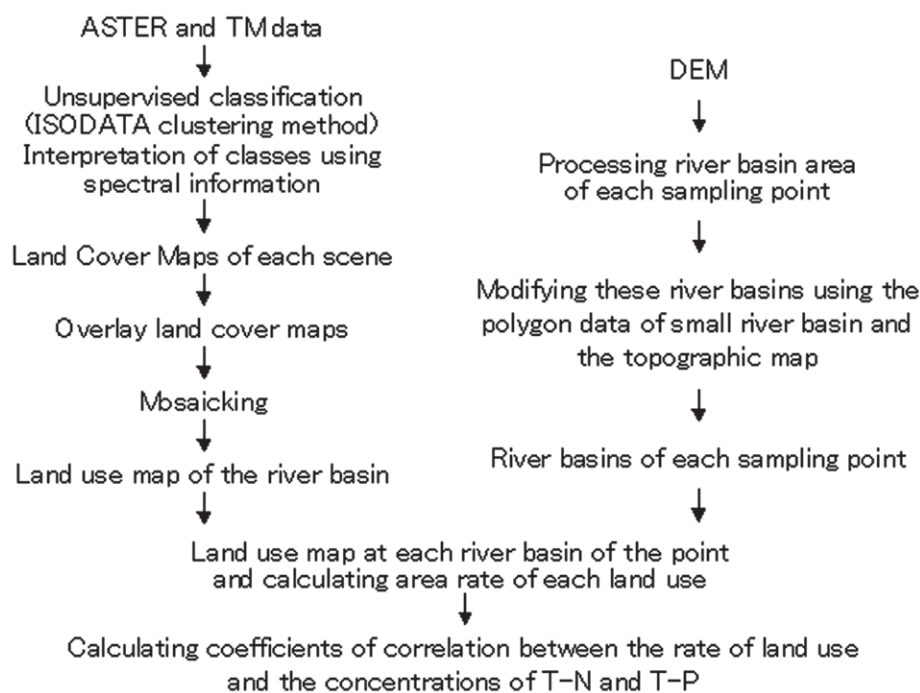 ASTER and TM data
Unsupervised classification
(ISODATA clustering method)
Interpretation of classes using
spectral information
Land Cover Maps of each scene
Overlay land cover maps
Mosaicking
Land use map of the river basin
DEM
Processing river basin area
of each sampling point
Modifying these river basins using the
polygon data of small river basin and
the topographic map
River basins of each sampling point
Land use map at each river basin of the point
and calculating area rate of each land use
Calculating coefficients of correlation between the rate of land use
and the concentrations of T-N and T-P